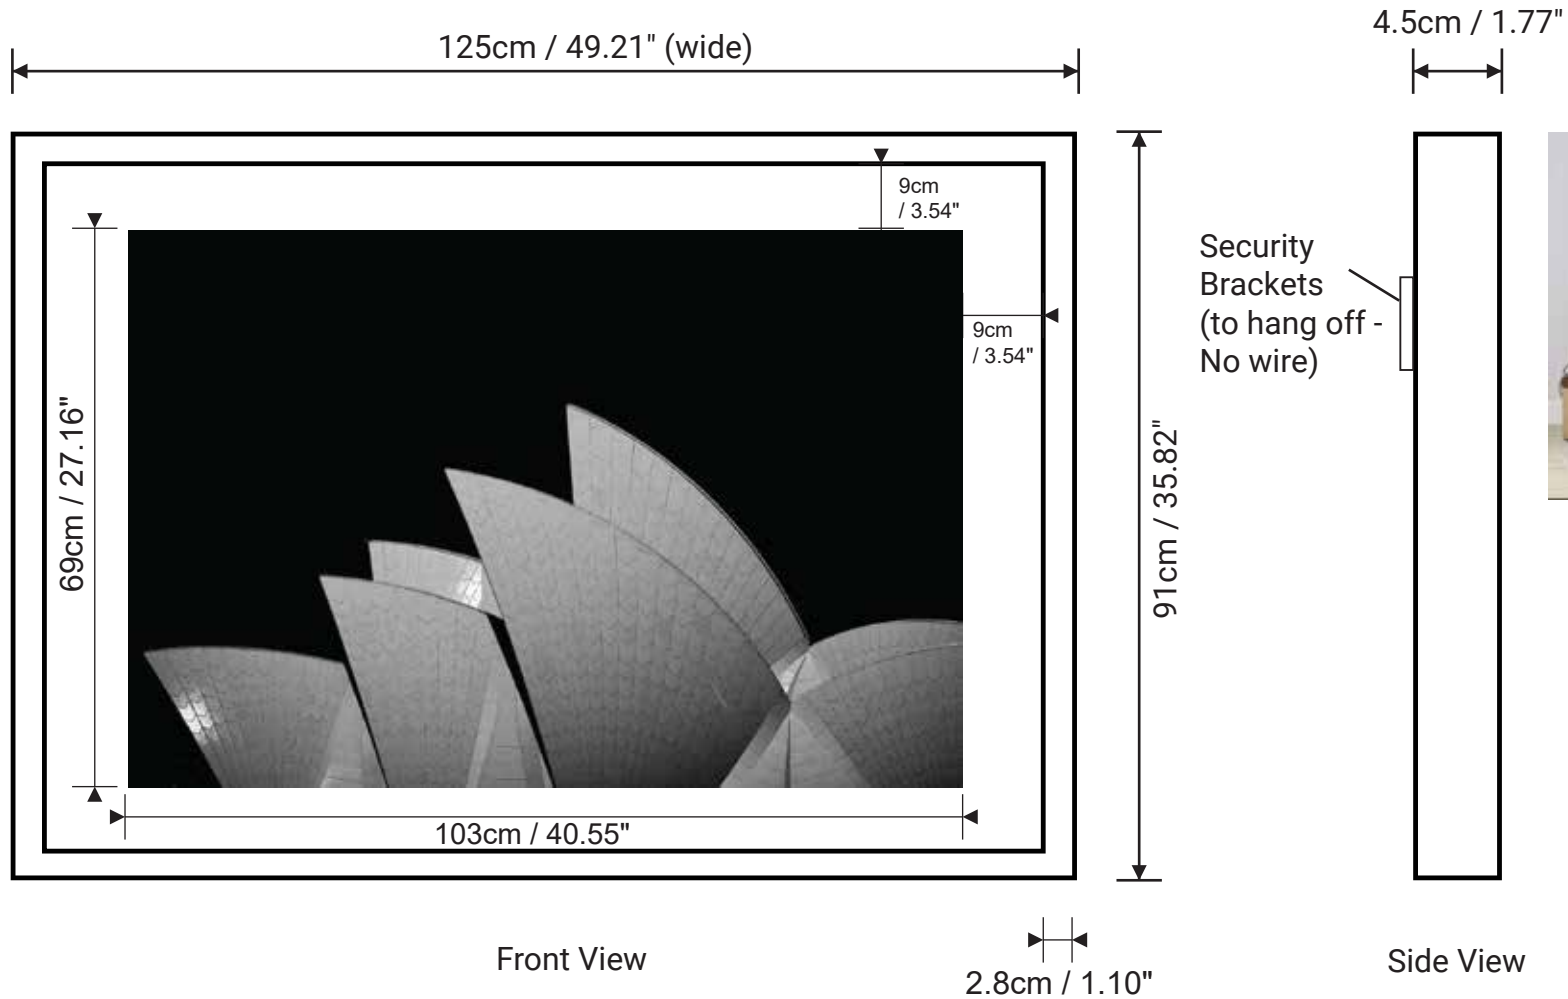 4.5cm / 1.77"
125cm / 49.21" (wide)
9cm
/ 3.54"
Security
Brackets
(to hang off -
No wire)
9cm
/ 3.54"
69cm / 27.16"
91cm / 35.82"
103cm / 40.55"
Front View
2.8cm / 1.10"
Side View